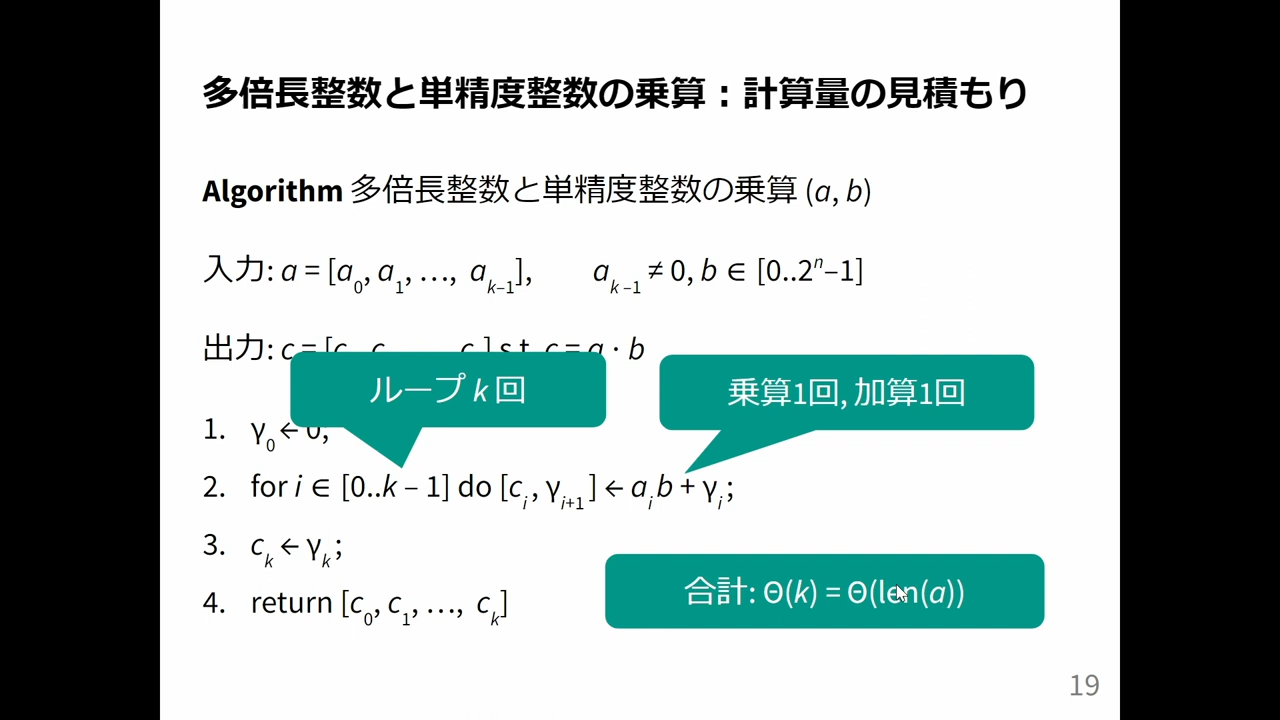 多倍長整数と単精度整数の乗算：計算量の見積もり
Algorithm 多倍長整数と単精度整数の乗算 (a, b)
入力: a = [a₀, a₁, …, aₖ₋₁], aₖ₋₁ ≠ 0, b ∈ [0..2ⁿ–1]
出力: c = [c c c ] s.t. c = a · b
ループ k 回
乗算1回, 加算1回
1. γ₀ ← 0;
2. for i ∈ [0..k – 1] do [cᵢ, γᵢ₊₁] ← aᵢb + γᵢ;
3. cₖ ← γₖ;
4. return [c₀, c₁, …, cₖ]
合計: Θ(k) = Θ(len(a))
19